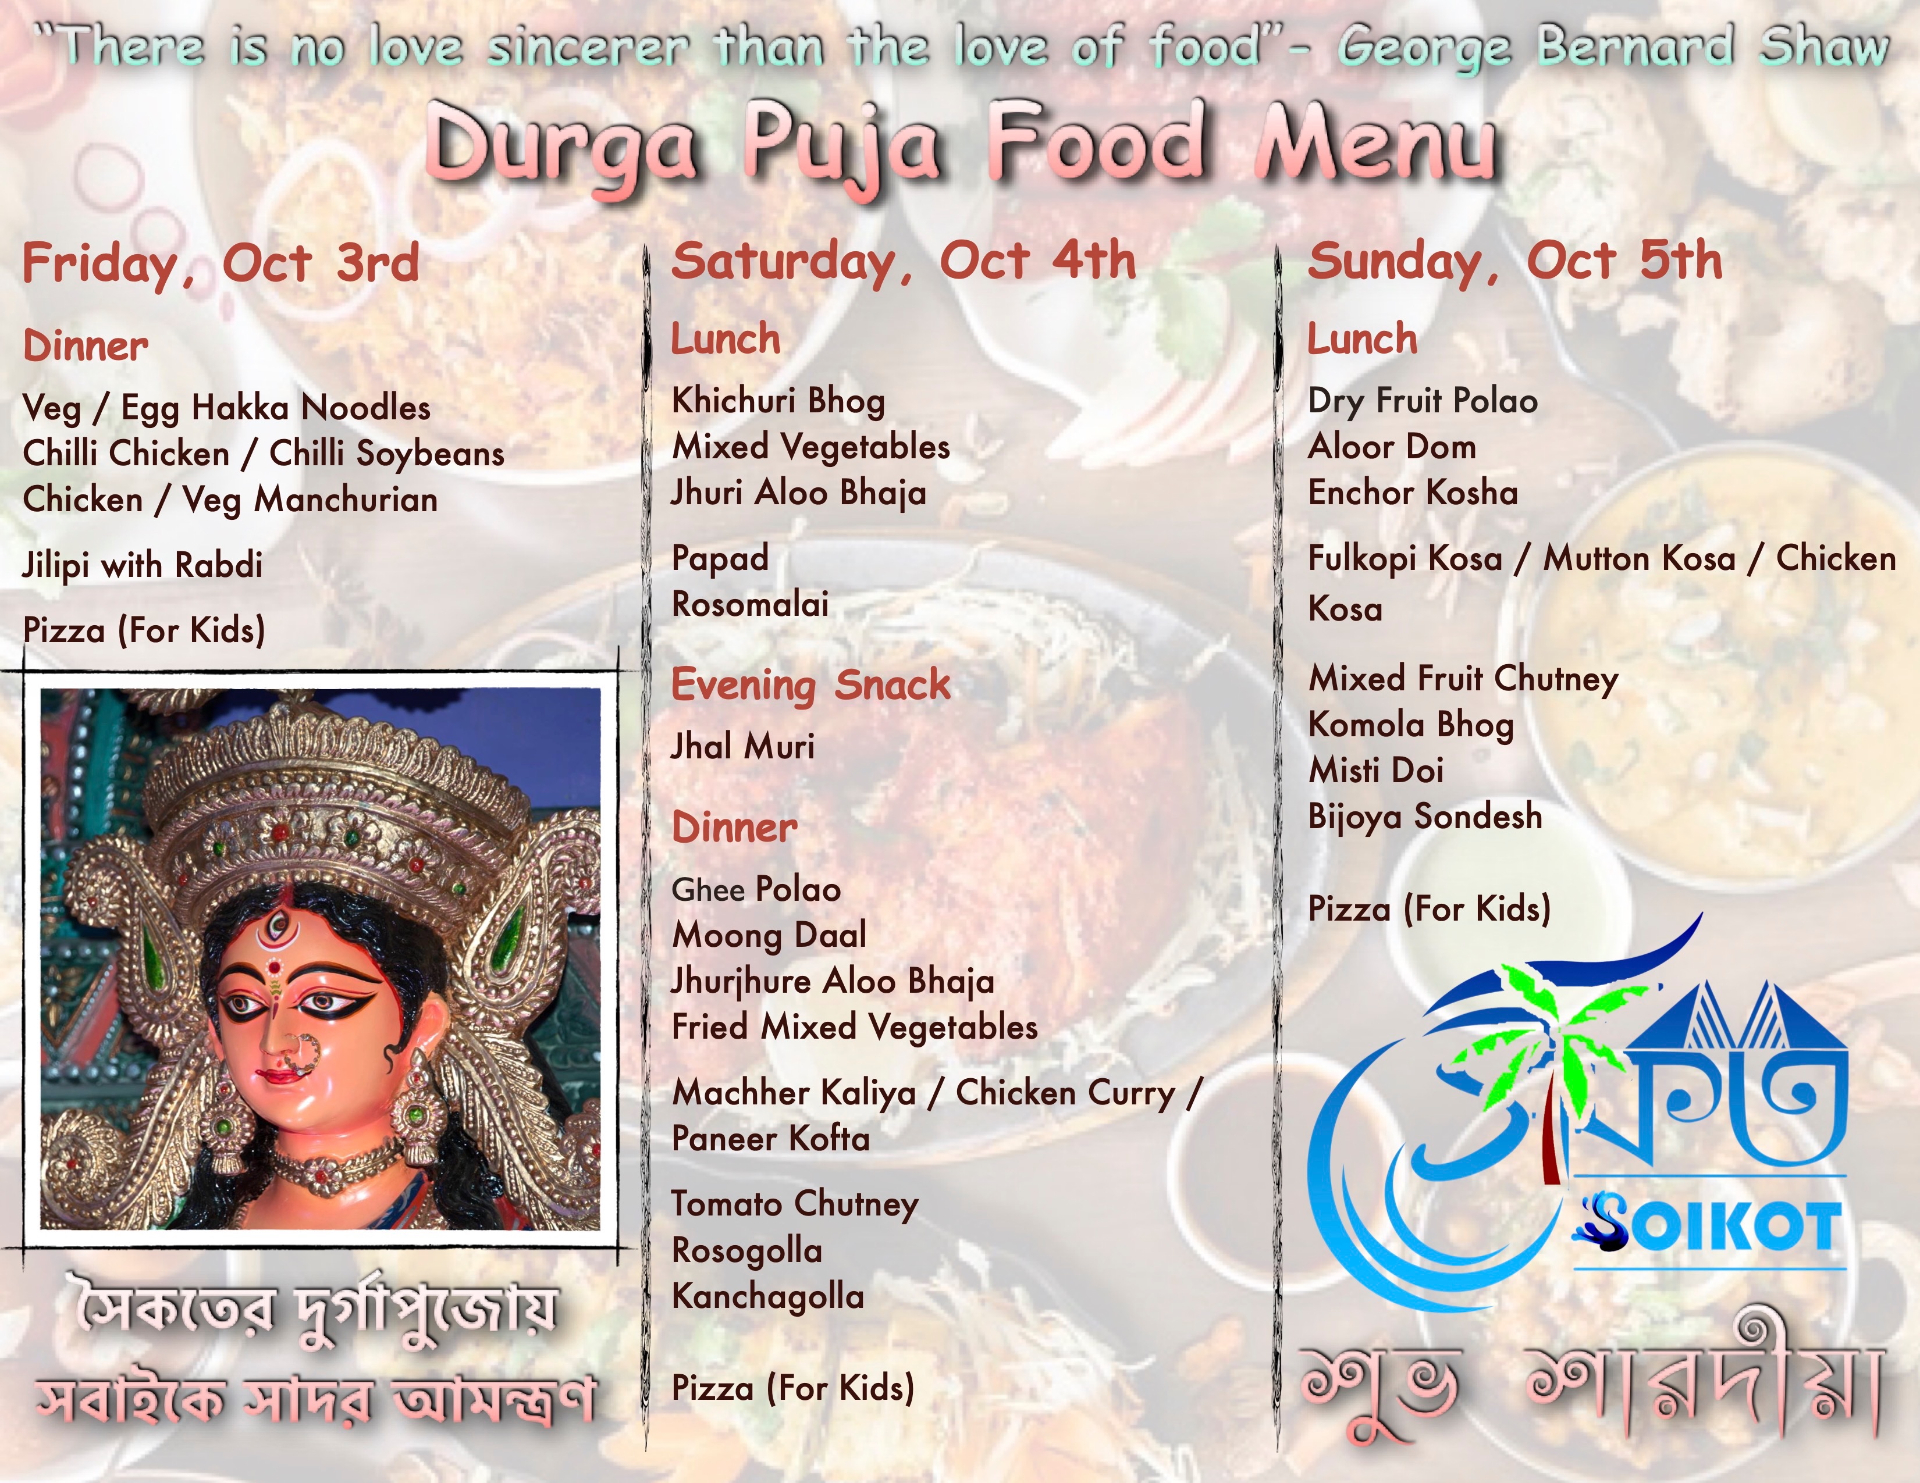 “There is no love sincerer than the love of food”- George Bernard Shaw
Durga Puja Food Menu
Friday, Oct 3rd
Dinner
Veg / Egg Hakka Noodles
Chilli Chicken / Chilli Soybeans
Chicken / Veg Manchurian
Jilipi with Rabdi
Pizza (For Kids)
সৈকতের দুর্গাপুজোয়
সবাইকে সাদর আমন্ত্রণ
Saturday, Oct 4th
Lunch
Khichuri Bhog
Mixed Vegetables
Jhuri Aloo Bhaja
Papad
Rosomalai
Evening Snack
Jhal Muri
Dinner
Ghee Polao
Moong Daal
Jhurjhure Aloo Bhaja
Fried Mixed Vegetables
Machher Kaliya / Chicken Curry /
Paneer Kofta
Tomato Chutney
Rosogolla
Kanchagolla
Pizza (For Kids)
Sunday, Oct 5th
Lunch
Dry Fruit Polao
Aloor Dom
Enchor Kosha
Fulkopi Kosa / Mutton Kosa / Chicken
Kosa
Mixed Fruit Chutney
Komola Bhog
Misti Doi
Bijoya Sondesh
Pizza (For Kids)
সৈকত
SOIKOT
শুভ শারদীয়া